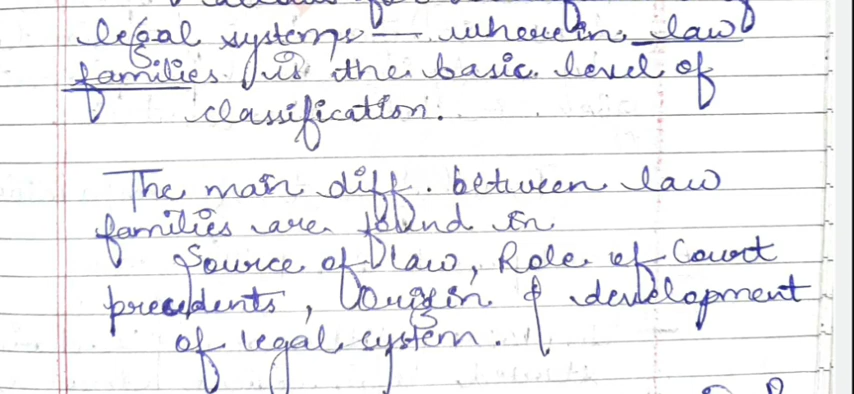 legal systems — wherein law
families is the basic level of
classification.
The main diff. between law
families are found in
Source of law, Role of Court
precedents, Origin & development
of legal system.